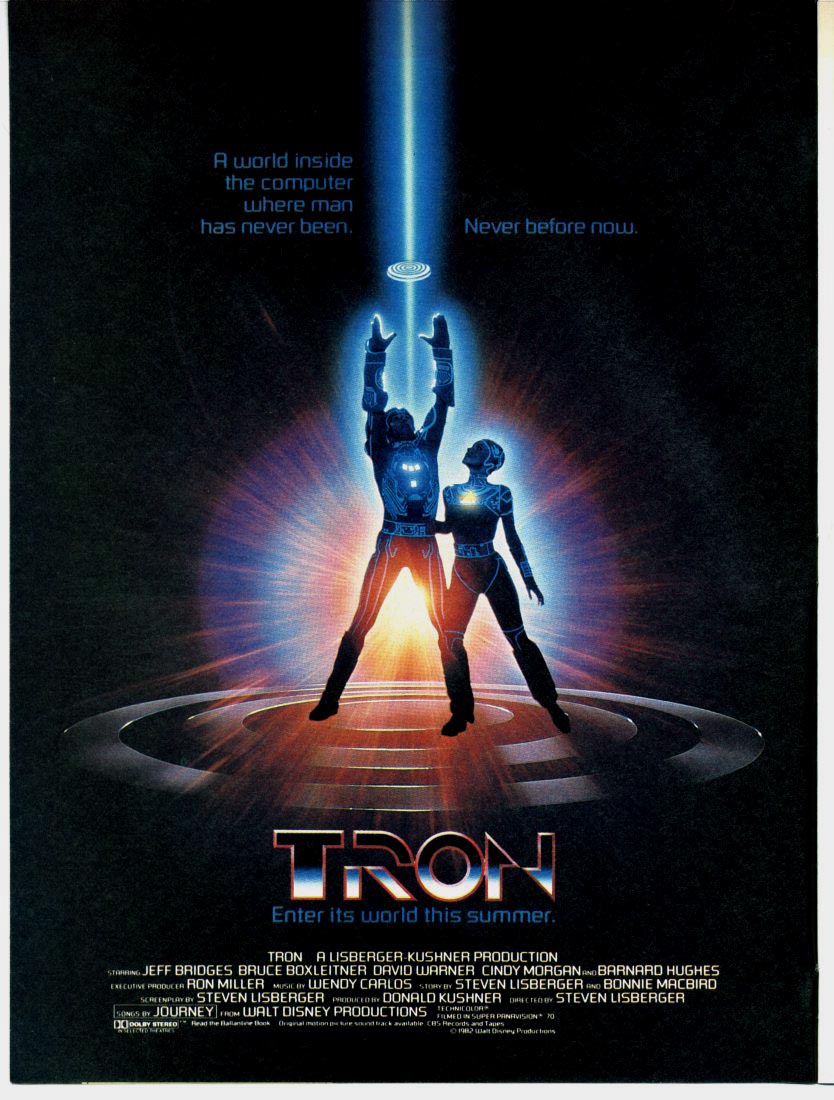 A world inside
the computer
where man
has never been.
Never before now.
TRON
Enter its world this summer.
TRON A LISBERGER-KUSHNER PRODUCTION
STARRING JEFF BRIDGES BRUCE BOXLEITNER DAVID WARNER CINDY MORGAN AND BARNARD HUGHES
EXECUTIVE PRODUCER RON MILLER MUSIC BY WENDY CARLOS STORY BY STEVEN LISBERGER AND BONNIE MACBIRD
SCREENPLAY BY STEVEN LISBERGER PRODUCED BY DONALD KUSHNER DIRECTED BY STEVEN LISBERGER
SONGS BY JOURNEY FROM WALT DISNEY PRODUCTIONS
TECHNICOLOR®
FILMED IN SUPER PANAVISION® 70
DOLBY STEREO ™ Read the Ballantine Book Original motion picture sound track available CBS Records and Tapes
IN SELECTED THEATRES
© 1982 Walt Disney Productions